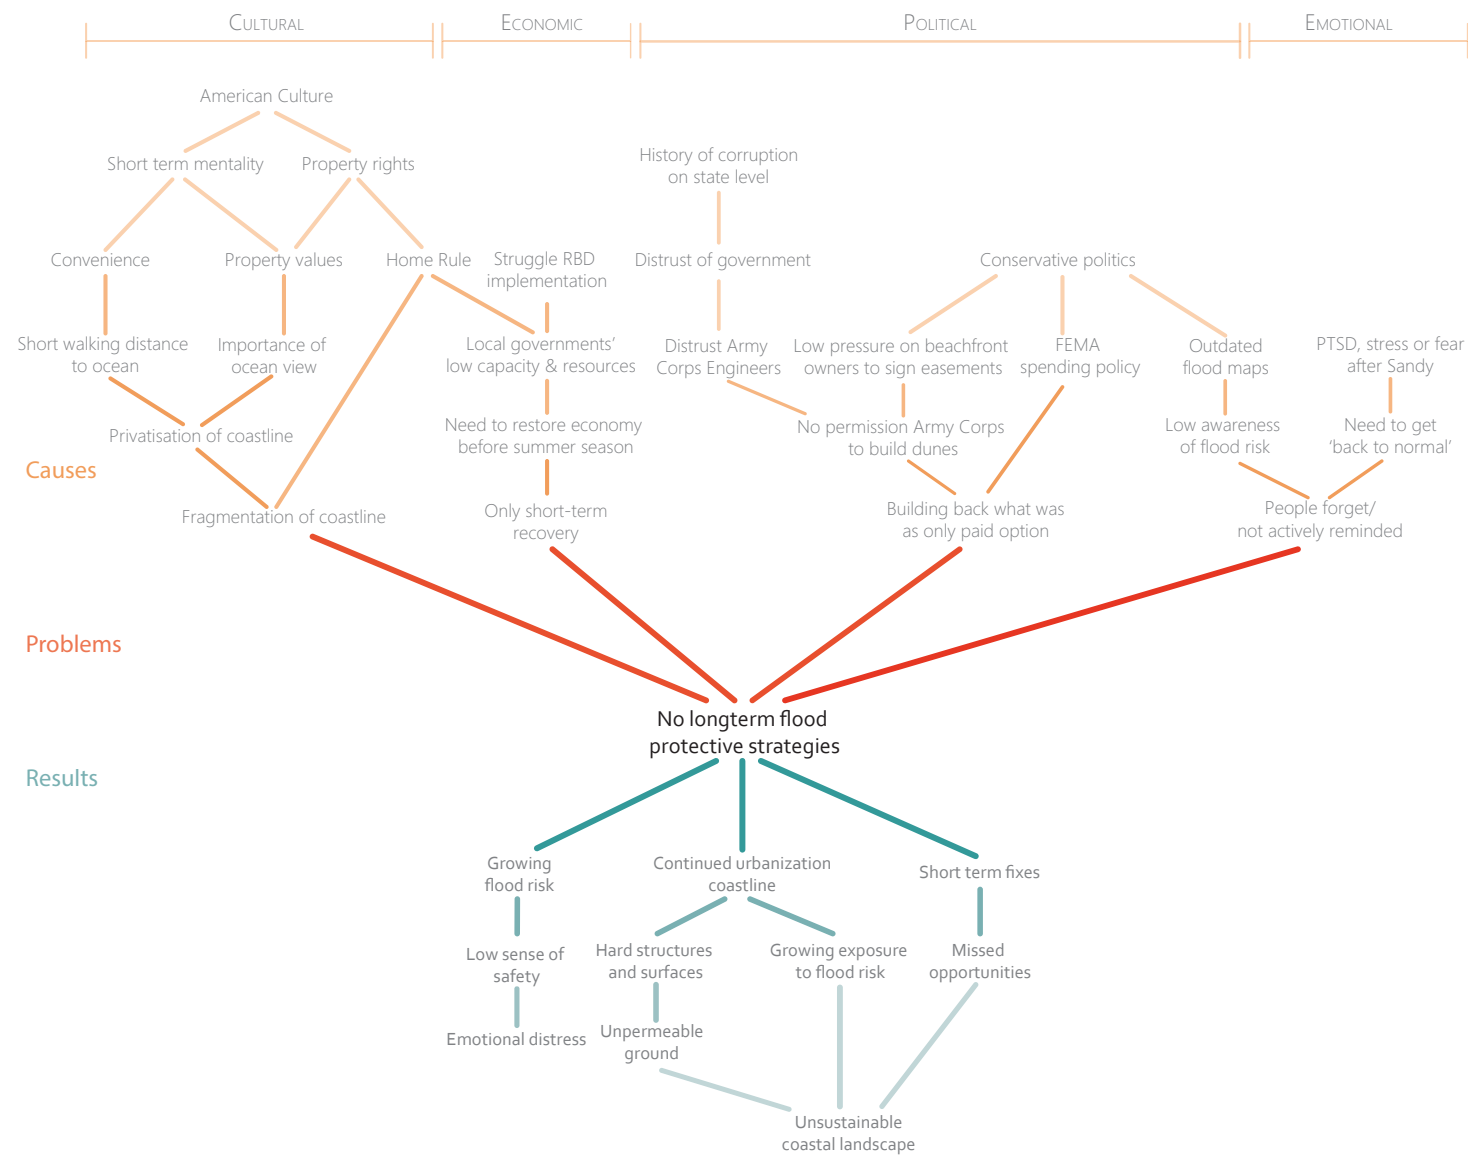 CULTURAL
ECONOMIC
POLITICAL
EMOTIONAL
American Culture
Short term mentality
Property rights
History of corruption
on state level
Convenience
Property values
Home Rule
Struggle RBD
implementation
Distrust of government
Conservative politics
Short walking distance
to ocean
Importance of
ocean view
Local governments’
low capacity & resources
Distrust Army
Corps Engineers
Low pressure on beachfront
owners to sign easements
FEMA
spending policy
Outdated
flood maps
PTSD, stress or fear
after Sandy
Privatisation of coastline
Need to restore economy
before summer season
No permission Army Corps
to build dunes
Low awareness
of flood risk
Need to get
‘back to normal’
Causes
Fragmentation of coastline
Only short-term
recovery
Building back what was
as only paid option
People forget/
not actively reminded
Problems
No longterm flood
protective strategies
Results
Growing
flood risk
Continued urbanization
coastline
Short term fixes
Low sense of
safety
Hard structures
and surfaces
Growing exposure
to flood risk
Missed
opportunities
Emotional distress
Unpermeable
ground
Unsustainable
coastal landscape